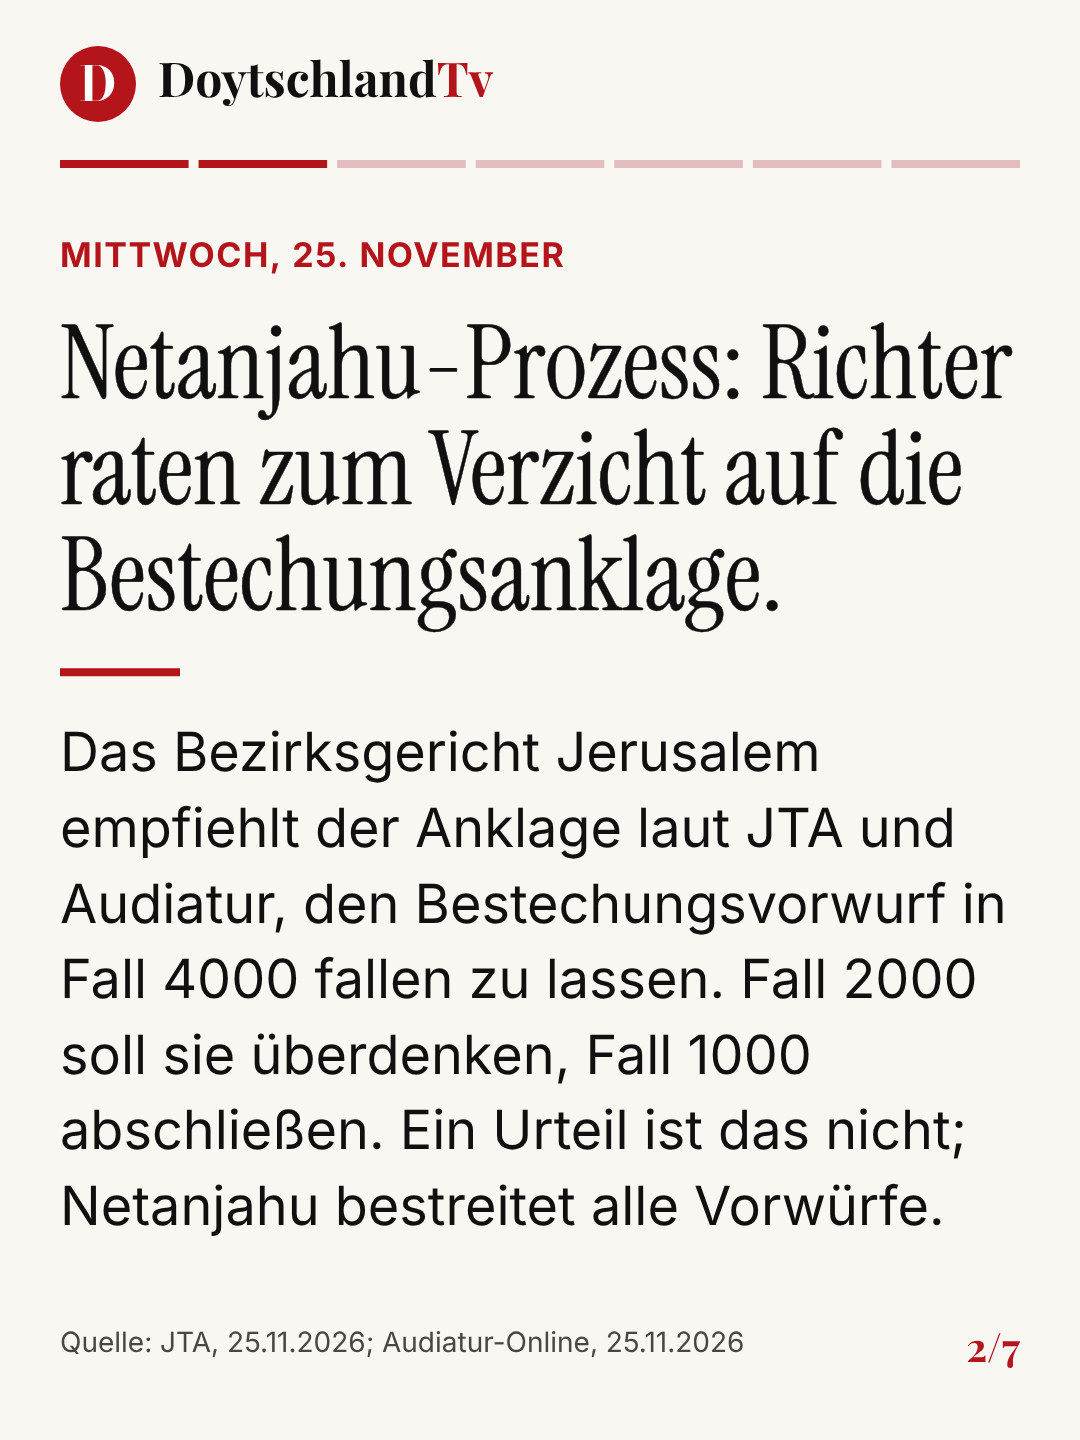 D DoytschlandTv
MITTWOCH, 25. NOVEMBER
Netanjahu-Prozess: Richter
raten zum Verzicht auf die
Bestechungsanklage.
Das Bezirksgericht Jerusalem
empfiehlt der Anklage laut JTA und
Audiatur, den Bestechungsvorwurf in
Fall 4000 fallen zu lassen. Fall 2000
soll sie überdenken, Fall 1000
abschließen. Ein Urteil ist das nicht;
Netanjahu bestreitet alle Vorwürfe.
Quelle: JTA, 25.11.2026; Audiatur-Online, 25.11.2026
2/7